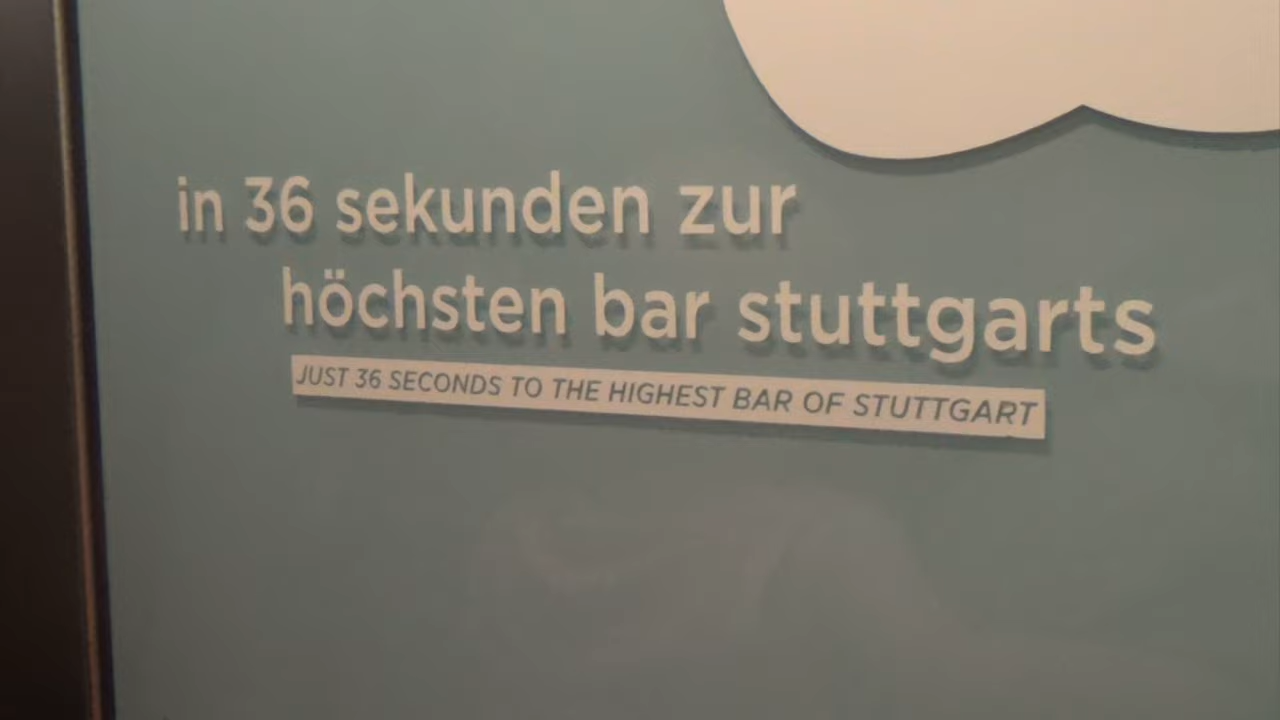 in 36 sekunden zur
höchsten bar stuttgarts
JUST 36 SECONDS TO THE HIGHEST BAR OF STUTTGART